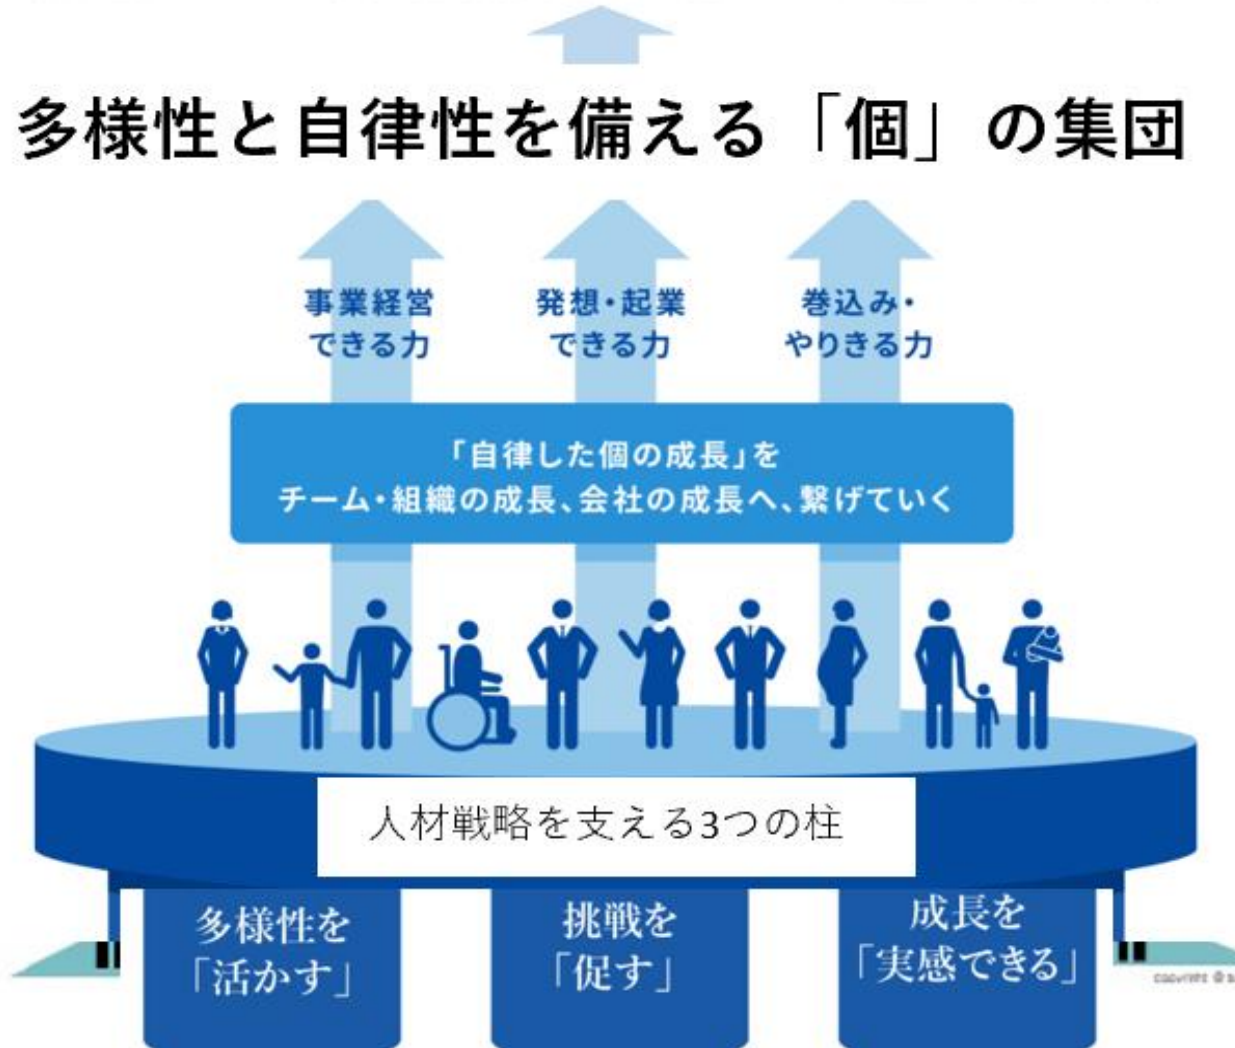 多様性と自律性を備える「個」の集団
事業経営
できる力
発想・起業
できる力
巻込み・
やりきる力
「自律した個の成長」を
チーム・組織の成長、会社の成長へ、繋げていく
人材戦略を支える3つの柱
多様性を
「活かす」
挑戦を
「促す」
成長を
「実感できる」
copyright @